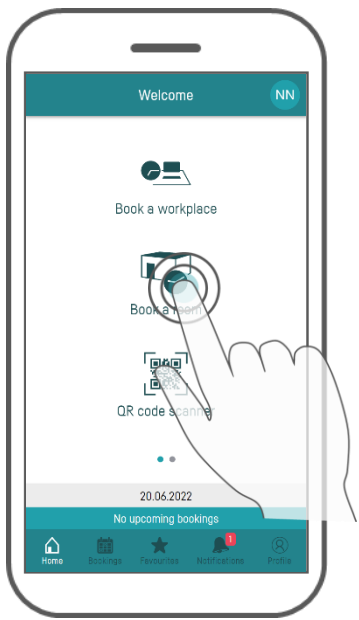 Welcome
NN
Book a workplace
Book a room
QR code scanner
20.06.2022
No upcoming bookings
1
Home
Bookings
Favourites
Notifications
Profile